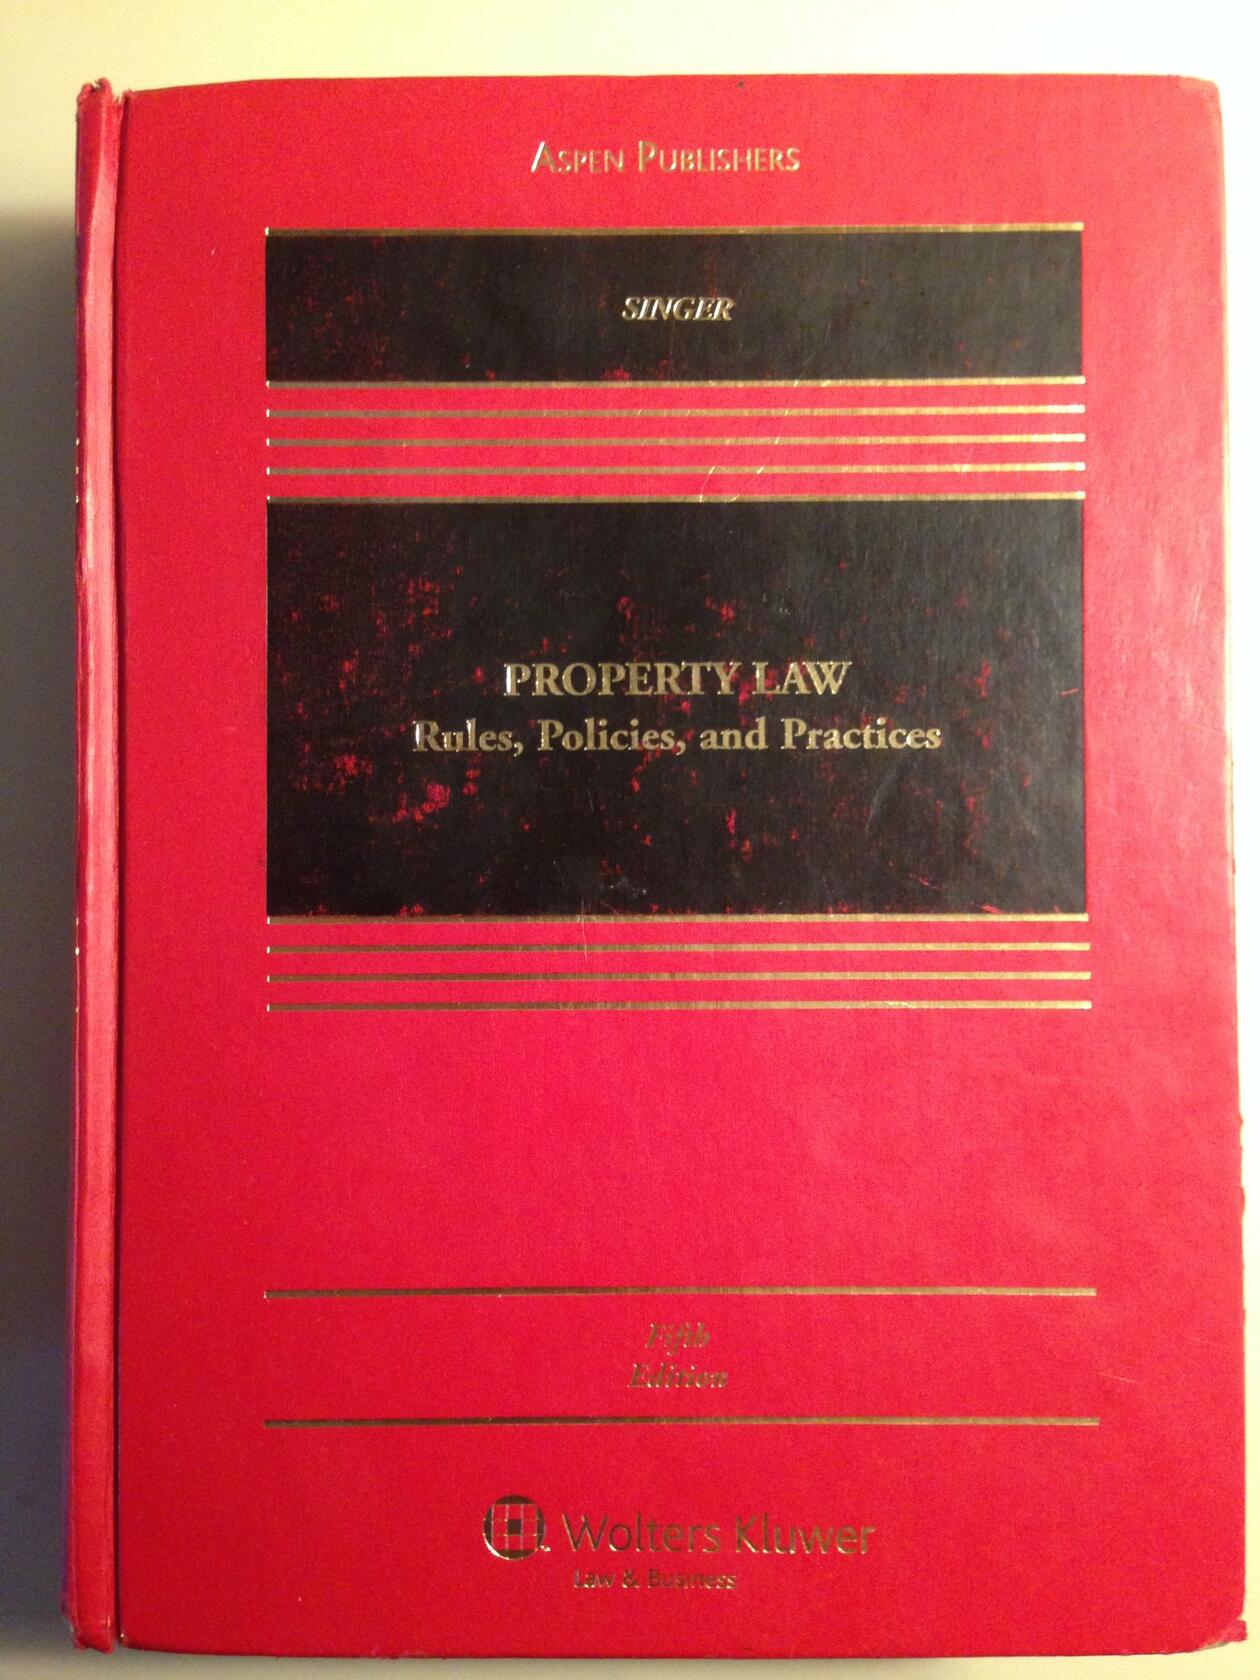 ASPEN PUBLISHERS
SINGER
PROPERTY LAW
Rules, Policies, and Practices
Fifth
Edition
Wolters Kluwer
Law & Business